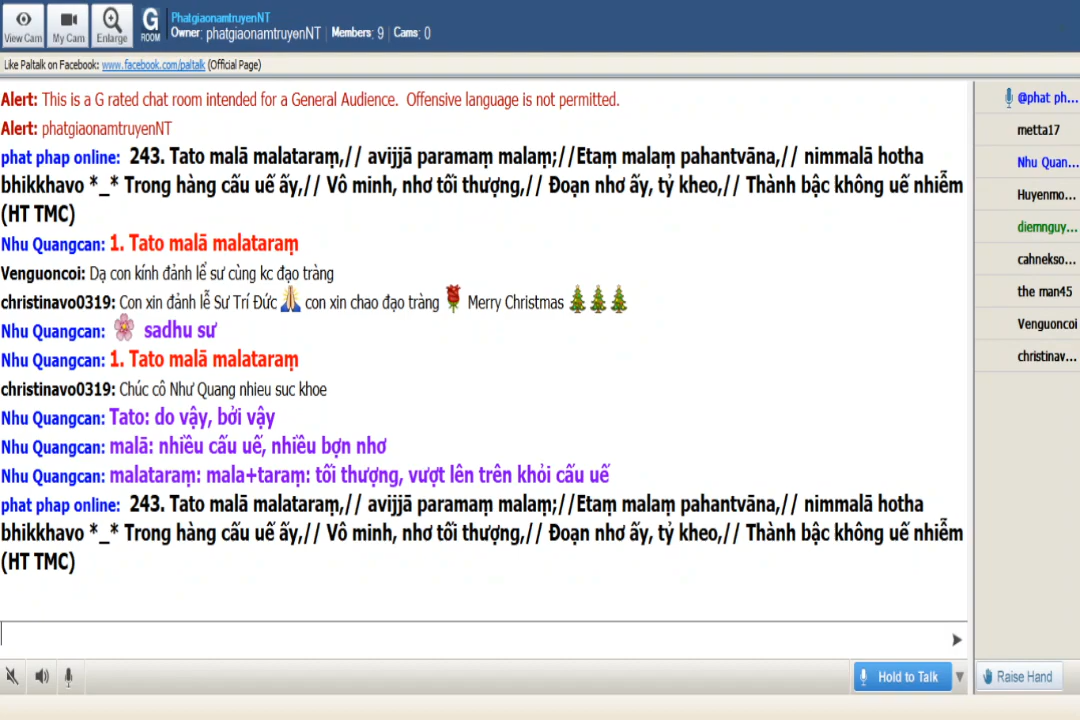 View Cam
My Cam
Enlarge
G
ROOM
PhatgiaonamtruyenNT
Owner: phatgiaonamtruyenNT Members: 9 Cams: 0
Like Paltalk on Facebook: www.facebook.com/paltalk (Official Page)
Alert: This is a G rated chat room intended for a General Audience. Offensive language is not permitted.
Alert: phatgiaonamtruyenNT
phat phap online: 243. Tato malā malataraṃ,// avijjā paramaṃ malaṃ;//Etaṃ malaṃ pahantvāna,// nimmalā hotha
bhikkhavo *_* Trong hàng cấu uế ấy,// Vô minh, nhơ tối thượng,// Đoạn nhơ ấy, tỷ kheo,// Thành bậc không uế nhiễm
(HT TMC)
Nhu Quangcan: 1. Tato malā malataraṃ
Venguoncoi: Dạ con kính đảnh lể sư cùng kc đạo tràng
christinavo0319: Con xin đảnh lễ Sư Trí Đức con xin chao đạo tràng Merry Christmas
Nhu Quangcan: sadhu sư
Nhu Quangcan: 1. Tato malā malataraṃ
christinavo0319: Chúc cô Như Quang nhieu suc khoe
Nhu Quangcan: Tato: do vậy, bởi vậy
Nhu Quangcan: malā: nhiều cấu uế, nhiều bợn nhơ
Nhu Quangcan: malataraṃ: mala+taraṃ: tối thượng, vượt lên trên khỏi cấu uế
phat phap online: 243. Tato malā malataraṃ,// avijjā paramaṃ malaṃ;//Etaṃ malaṃ pahantvāna,// nimmalā hotha
bhikkhavo *_* Trong hàng cấu uế ấy,// Vô minh, nhơ tối thượng,// Đoạn nhơ ấy, tỷ kheo,// Thành bậc không uế nhiễm
(HT TMC)
@phat ph...
metta17
Nhu Quan...
Huyenmo...
diemnguy...
cahnekso...
the man45
Venguoncoi
christinav...
Hold to Talk
Raise Hand